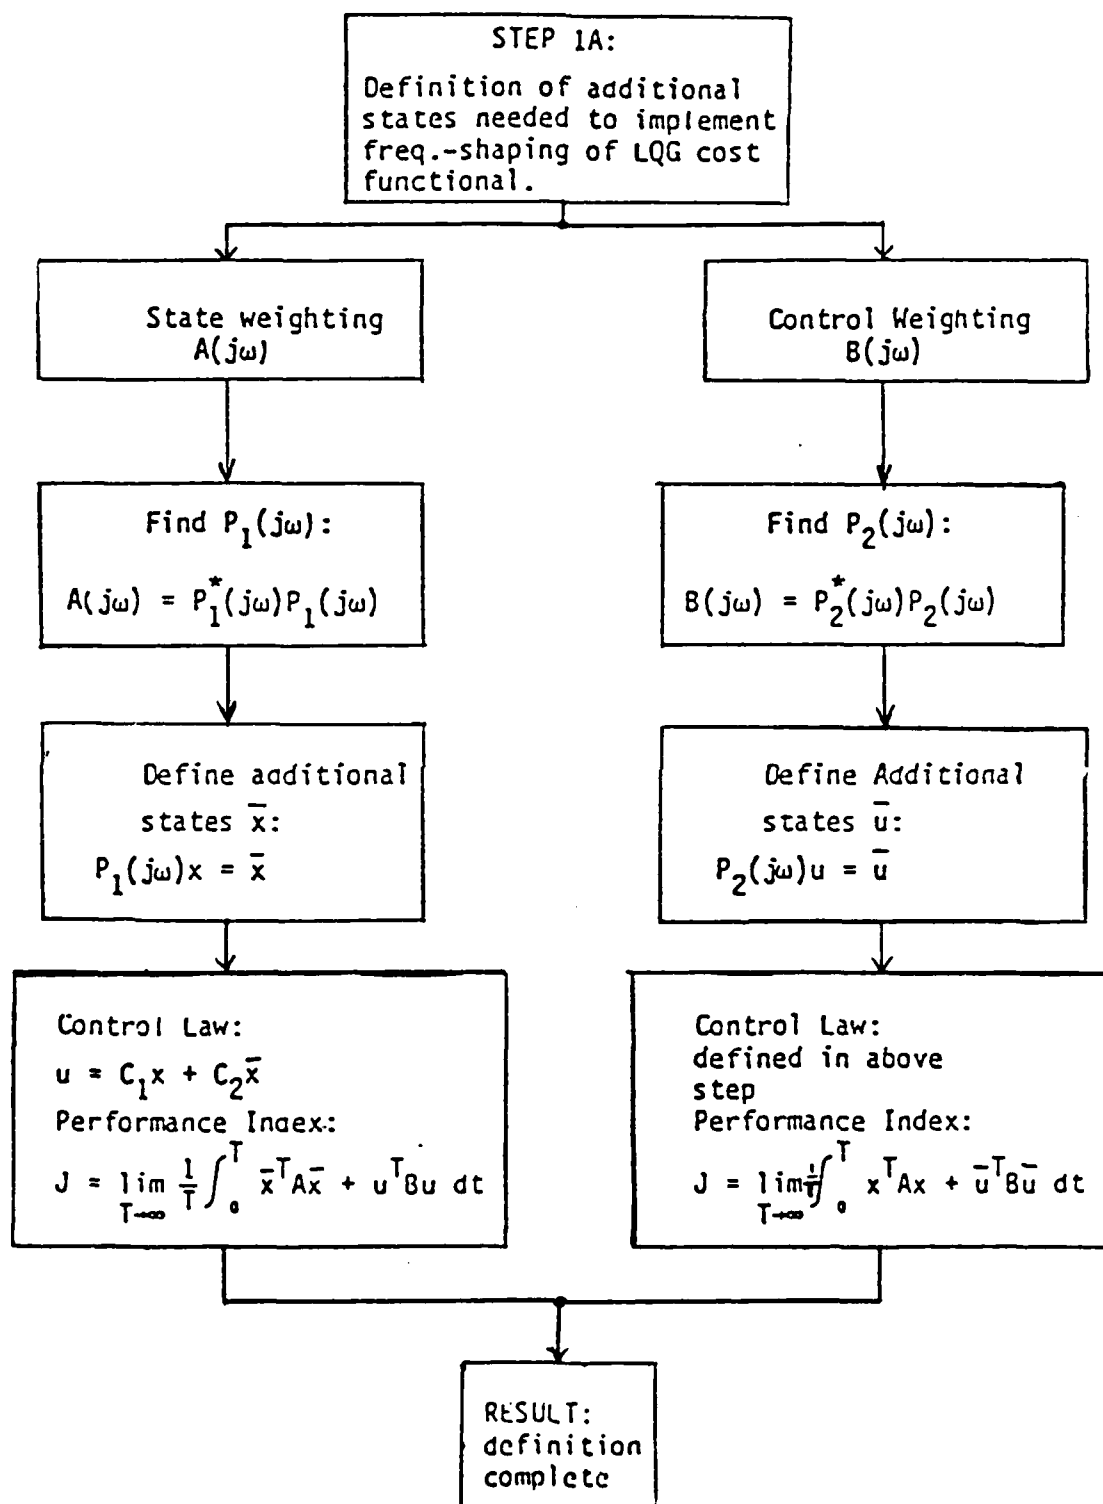 STEP 1A:
Definition of additional
states needed to implement
freq.-shaping of LQG cost
functional.
State weighting
A(jω)
Control Weighting
B(jω)
Find P₁(jω):
A(jω) = P₁*(jω)P₁(jω)
Find P₂(jω):
B(jω) = P₂*(jω)P₂(jω)
Define additional
states x̅:
P₁(jω)x = x̅
Define Additional
states u̅:
P₂(jω)u = u̅
Control Law:
u = C₁x + C₂x̅
Performance Index:
J = lim T→∞ 1/T ∫₀ᵀ x̅ᵀAx̅ + uᵀBu dt
Control Law:
defined in above
step
Performance Index:
J = lim T→∞ 1/T ∫₀ᵀ xᵀAx + u̅ᵀBu̅ dt
RESULT:
definition
complete